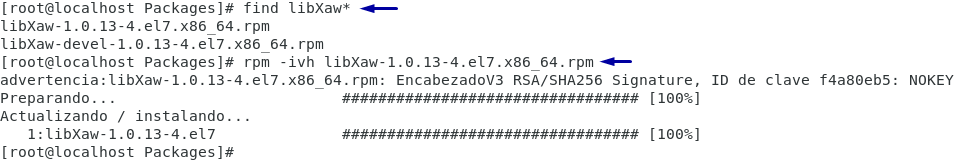 [root@localhost Packages]# find libXaw*
libXaw-1.0.13-4.el7.x86_64.rpm
libXaw-devel-1.0.13-4.el7.x86_64.rpm
[root@localhost Packages]# rpm -ivh libXaw-1.0.13-4.el7.x86_64.rpm
advertencia:libXaw-1.0.13-4.el7.x86_64.rpm: EncabezadoV3 RSA/SHA256 Signature, ID de clave f4a80eb5: NOKEY
Preparando... ################################# [100%]
Actualizando / instalando...
1:libXaw-1.0.13-4.el7 ################################# [100%]
[root@localhost Packages]#